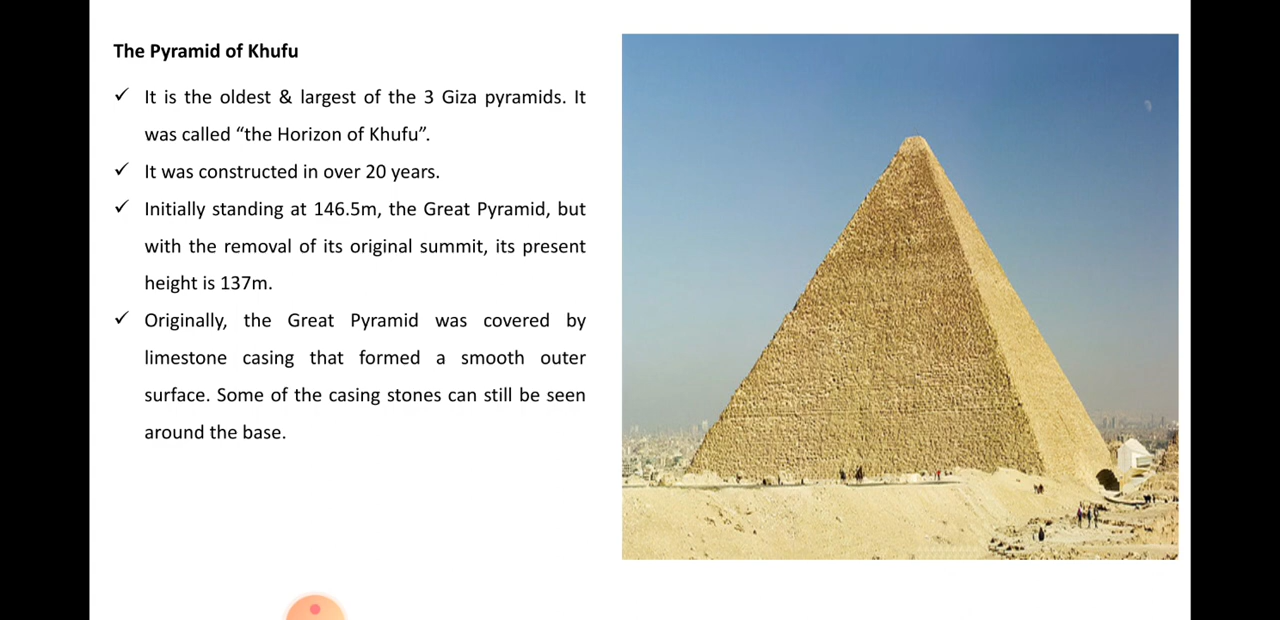 The Pyramid of Khufu
✓ It is the oldest & largest of the 3 Giza pyramids. It
was called “the Horizon of Khufu”.
✓ It was constructed in over 20 years.
✓ Initially standing at 146.5m, the Great Pyramid, but
with the removal of its original summit, its present
height is 137m.
✓ Originally, the Great Pyramid was covered by
limestone casing that formed a smooth outer
surface. Some of the casing stones can still be seen
around the base.